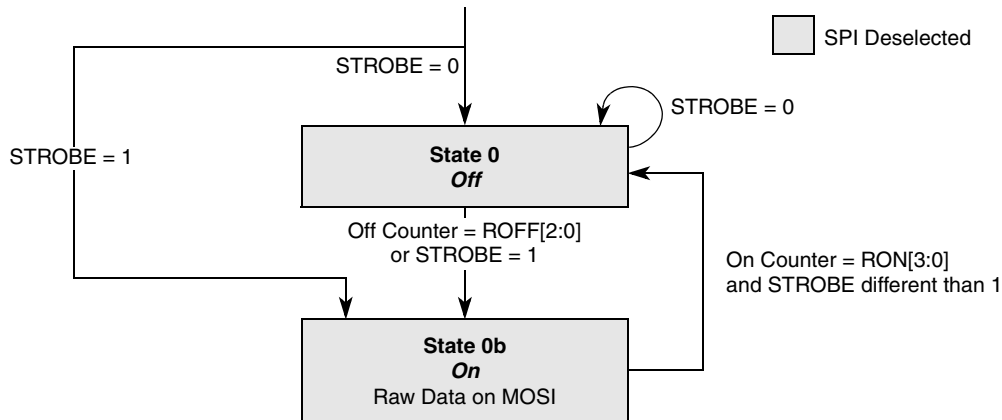 SPI Deselected
STROBE = 0
STROBE = 0
STROBE = 1
State 0
Off
Off Counter = ROFF[2:0]
or STROBE = 1
On Counter = RON[3:0]
and STROBE different than 1
State 0b
On
Raw Data on MOSI